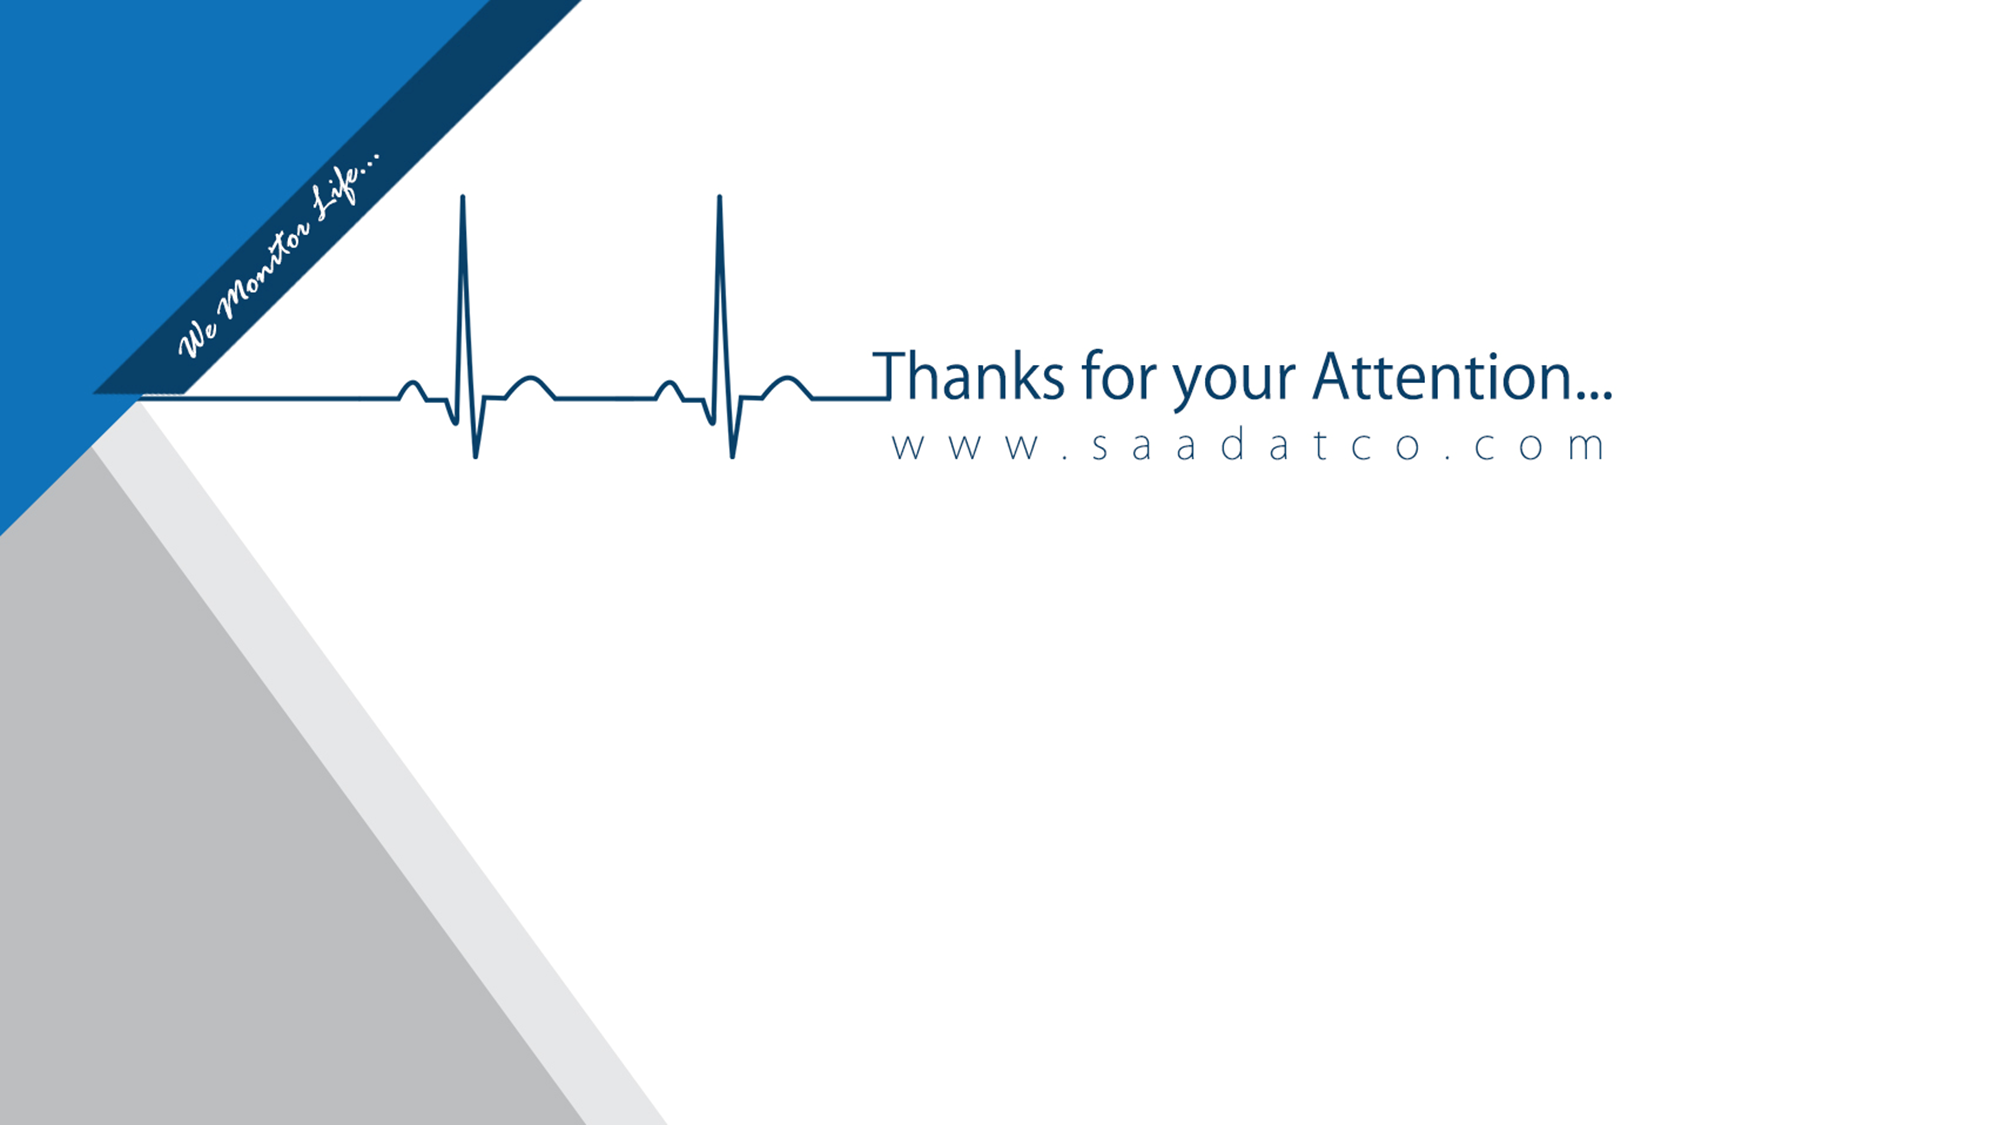 We Monitor Life...
Thanks for your Attention...
www.saadatco.com